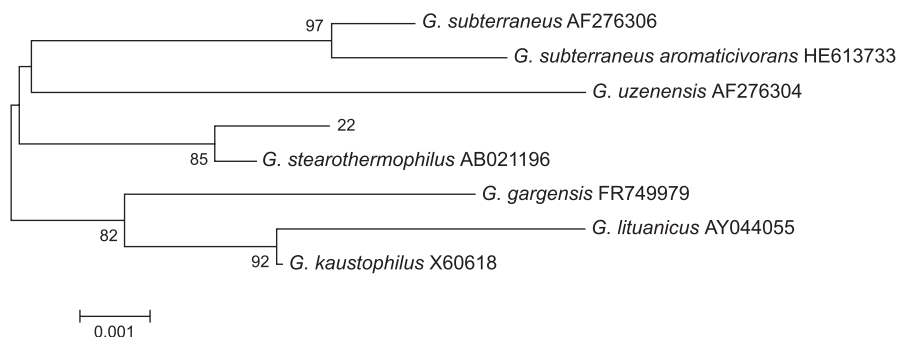 97
G. subterraneus AF276306
G. subterraneus aromaticivorans HE613733
G. uzenensis AF276304
22
85
G. stearothermophilus AB021196
G. gargensis FR749979
82
G. lituanicus AY044055
92
G. kaustophilus X60618
0.001